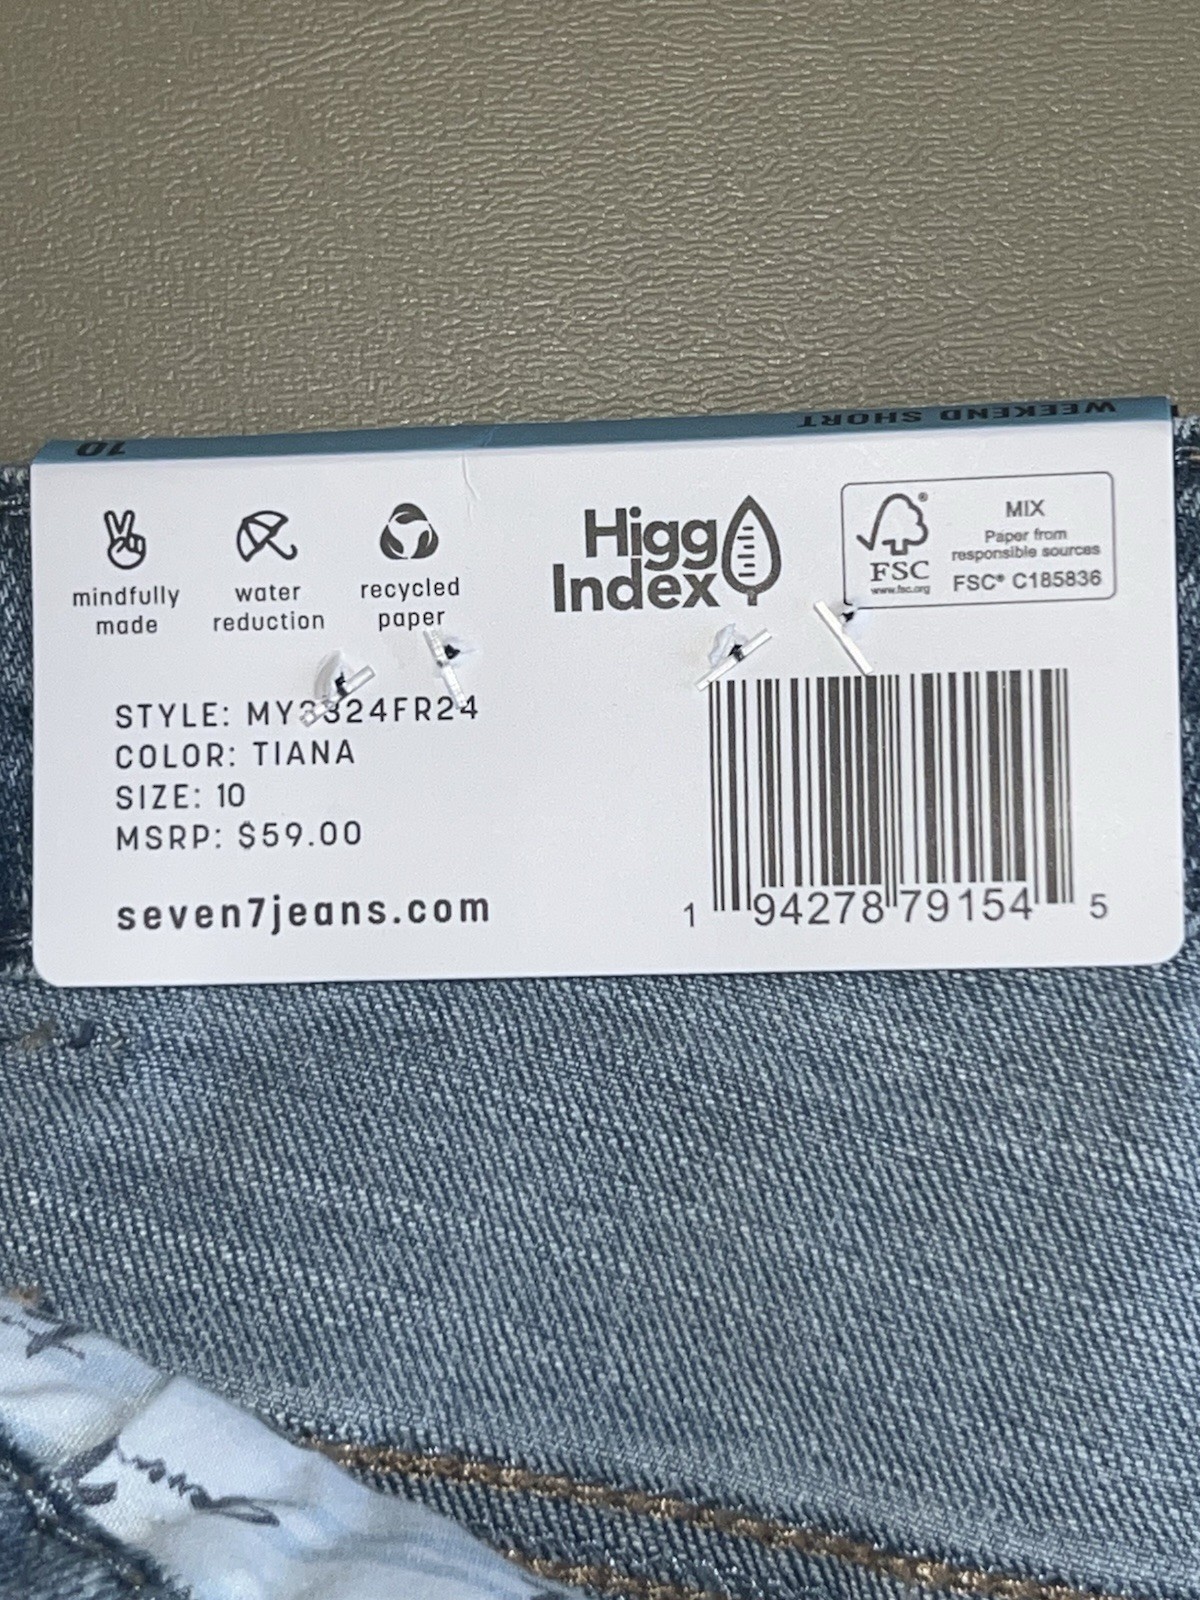 10
WEEKEND SHORT
mindfully
made
water
reduction
recycled
paper
Higg
Index
FSC
www.fsc.org
MIX
Paper from
responsible sources
FSC® C185836
COLOR: TIANA
STYLE:
SIZE: 10
MSRP: $59.00
seven7jeans.com
1 94278 79154 5